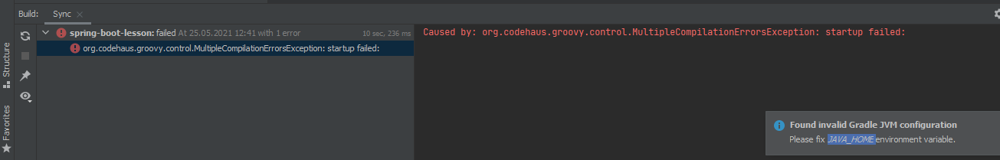 Build: Sync
spring-boot-lesson: failed At 25.05.2021 12:41 with 1 error 10 sec, 236 ms
org.codehaus.groovy.control.MultipleCompilationErrorsException: startup failed:
Caused by: org.codehaus.groovy.control.MultipleCompilationErrorsException: startup failed:
Structure
Favorites
Found invalid Gradle JVM configuration
Please fix JAVA_HOME environment variable.